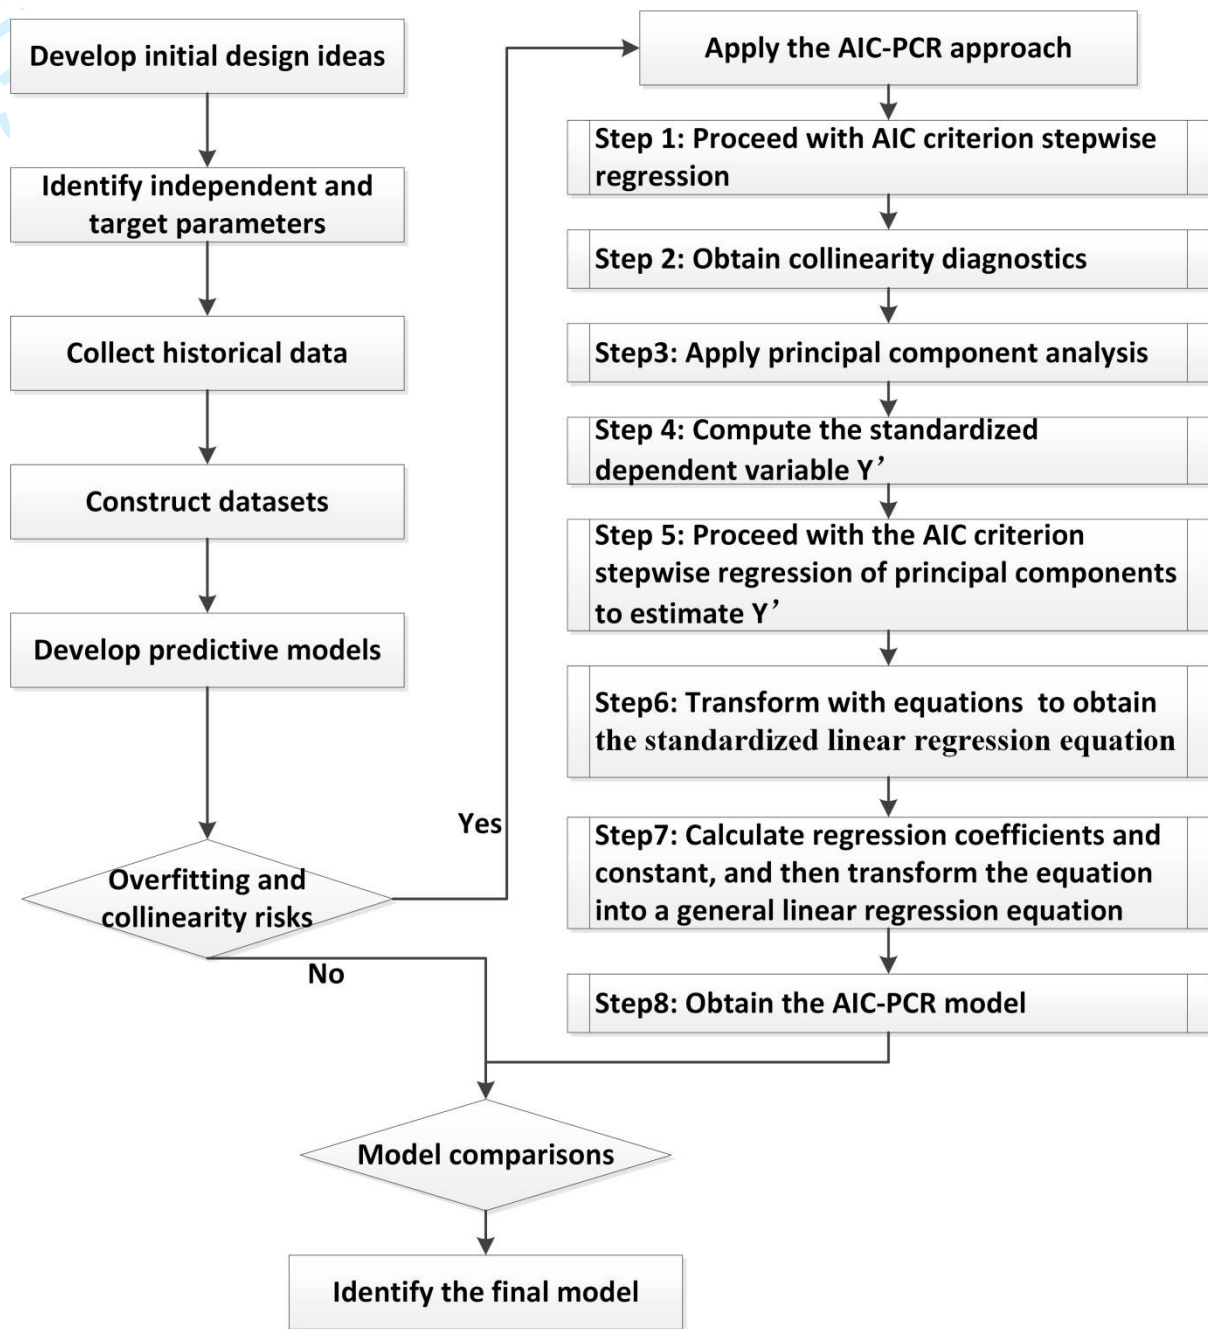 Develop initial design ideas
Identify independent and
target parameters
Collect historical data
Construct datasets
Develop predictive models
Overfitting and
collinearity risks
Yes
No
Apply the AIC-PCR approach
Step 1: Proceed with AIC criterion stepwise
regression
Step 2: Obtain collinearity diagnostics
Step3: Apply principal component analysis
Step 4: Compute the standardized
dependent variable Y’
Step 5: Proceed with the AIC criterion
stepwise regression of principal components
to estimate Y’
Step6: Transform with equations  to obtain
the standardized linear regression equation
Step7: Calculate regression coefficients and
constant, and then transform the equation
into a general linear regression equation
Step8: Obtain the AIC-PCR model
Model comparisons
Identify the final model